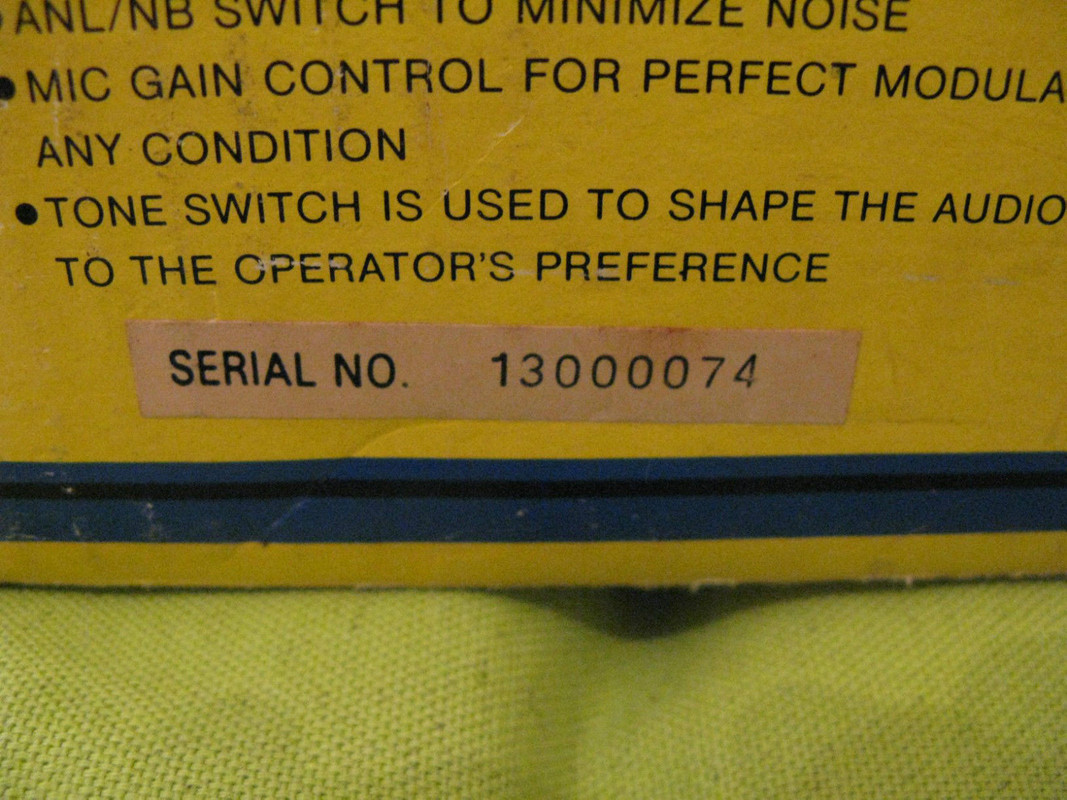 ●ANL/NB SWITCH TO MINIMIZE NOISE
●MIC GAIN CONTROL FOR PERFECT MODULA
ANY CONDITION
●TONE SWITCH IS USED TO SHAPE THE AUDIO
TO THE OPERATOR'S PREFERENCE
SERIAL NO. 13000074